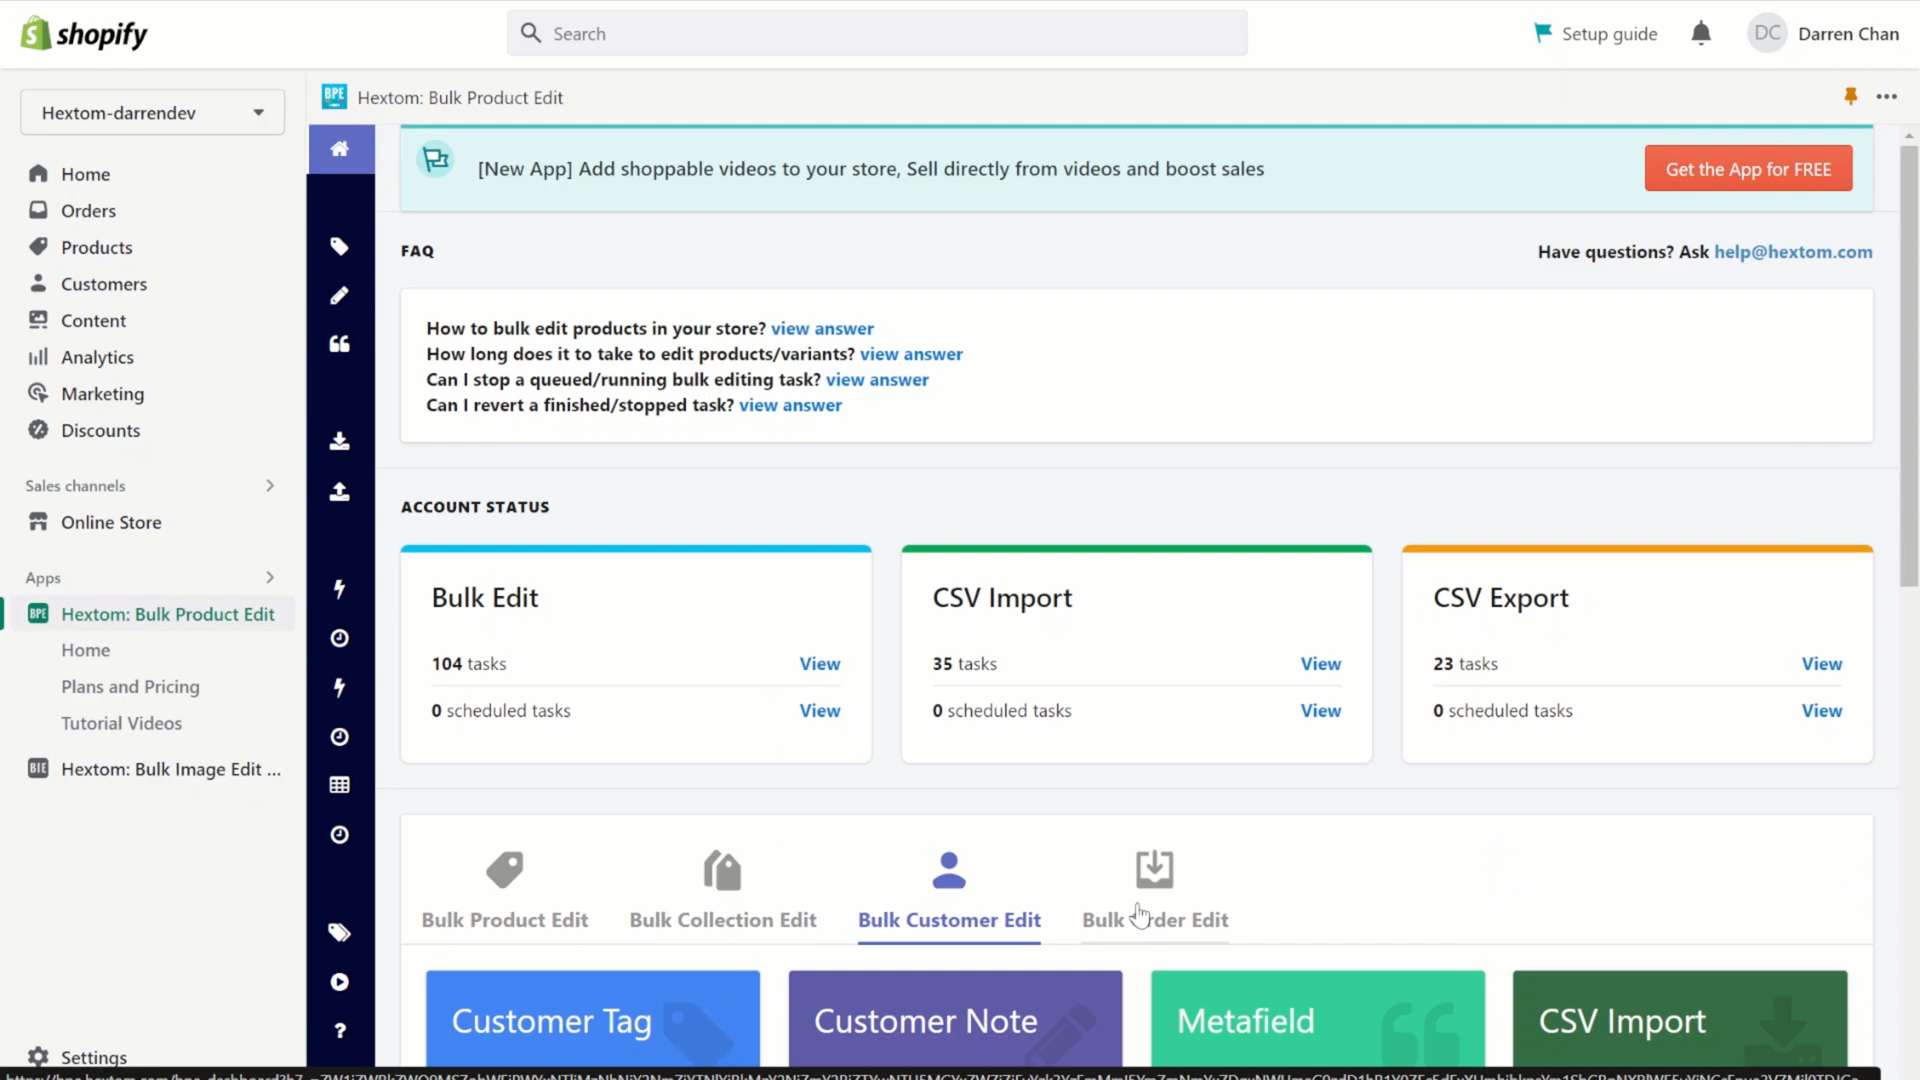 shopify
Search
Setup guide
DC
Darren Chan
Hextom-darrendev
BPE
Hextom: Bulk Product Edit
Home
Orders
Products
Customers
Content
Analytics
Marketing
Discounts
Sales channels
Online Store
Apps
BPE Hextom: Bulk Product Edit
Home
Plans and Pricing
Tutorial Videos
BIE Hextom: Bulk Image Edit ...
Settings
[New App] Add shoppable videos to your store, Sell directly from videos and boost sales
Get the App for FREE
FAQ
Have questions? Ask help@hextom.com
How to bulk edit products in your store? view answer
How long does it to take to edit products/variants? view answer
Can I stop a queued/running bulk editing task? view answer
Can I revert a finished/stopped task? view answer
ACCOUNT STATUS
Bulk Edit
104 tasks View
0 scheduled tasks View
CSV Import
35 tasks View
0 scheduled tasks View
CSV Export
23 tasks View
0 scheduled tasks View
Bulk Product Edit
Bulk Collection Edit
Bulk Customer Edit
Bulk Order Edit
Customer Tag
Customer Note
Metafield
CSV Import